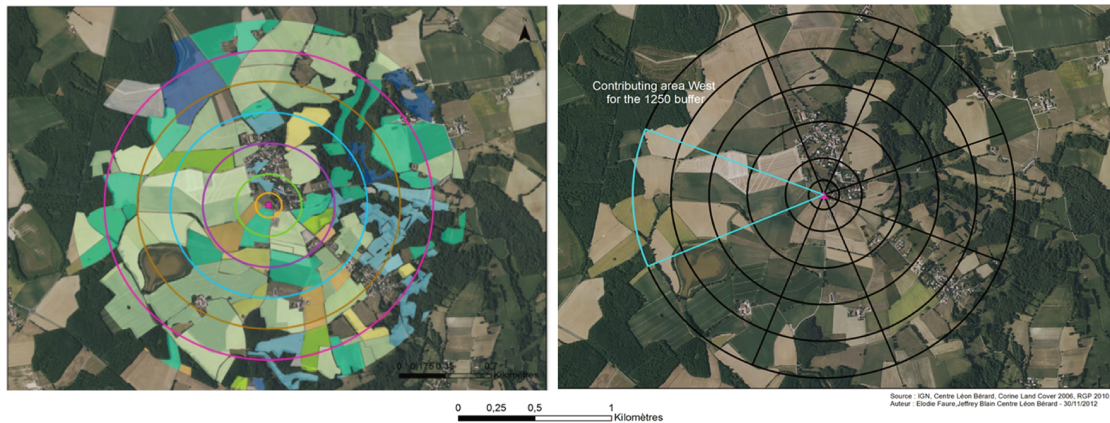 Contributing area West
for the 1250 buffer
Kilomètres
0 0,25 0,5 1
Kilomètres
Source : IGN, Centre Léon Bérard, Corine Land Cover 2006, RGP 2010
Auteur : Elodie Faure,Jeffrey Blain Centre Léon Bérard - 30/11/2012